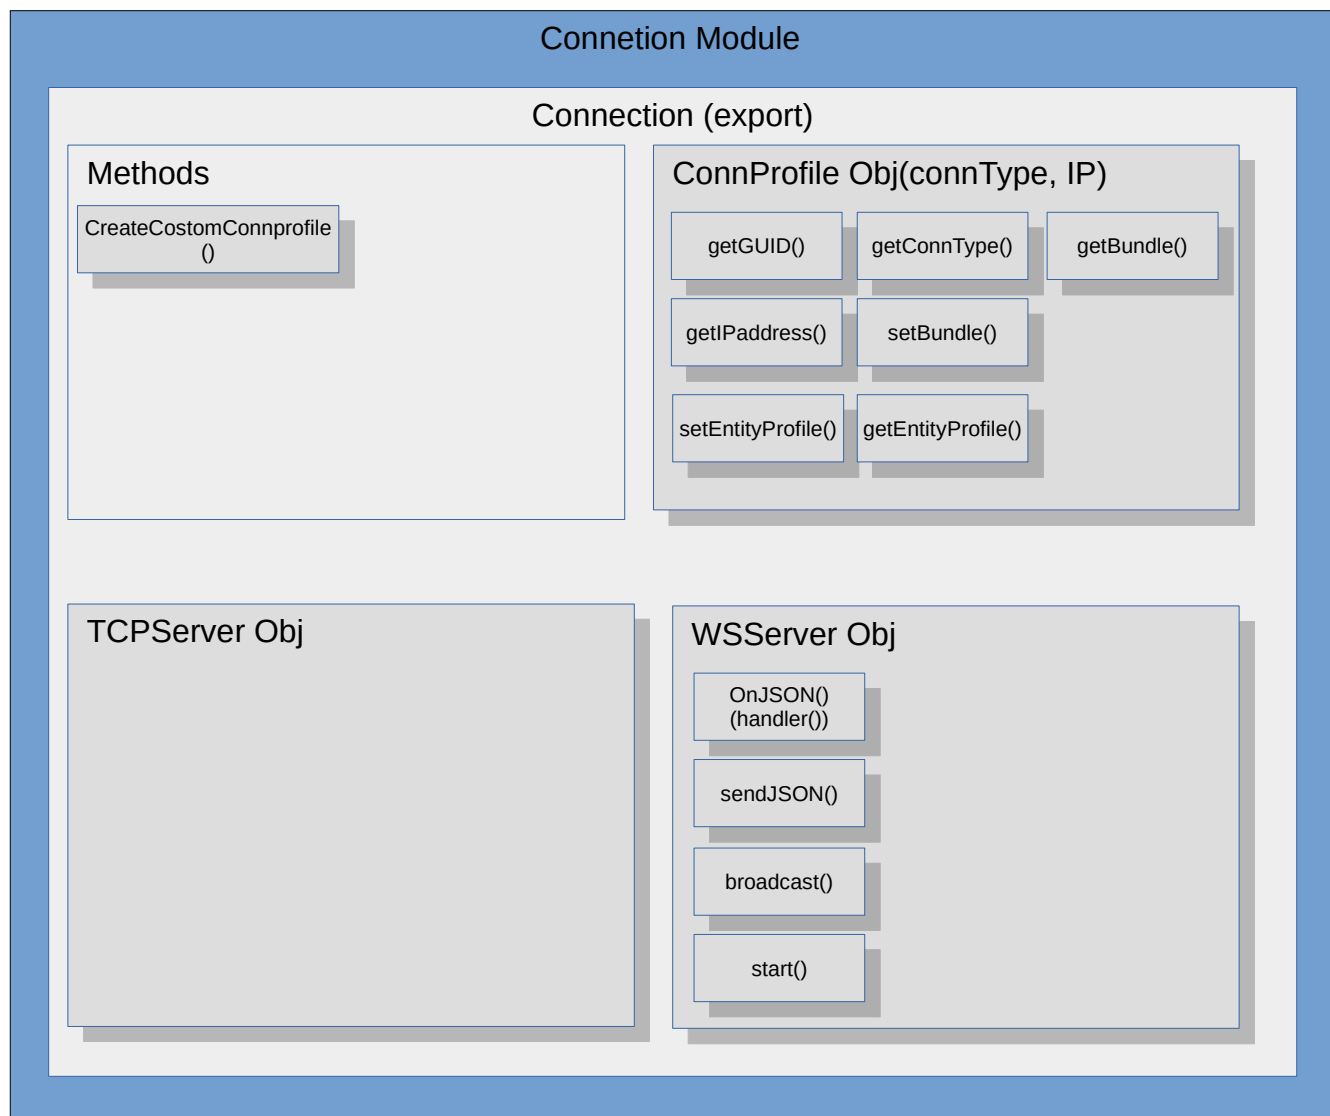 Connetion Module
Connection (export)
Methods
CreateCostomConnprofile
()
ConnProfile Obj(connType, IP)
getGUID()
getConnType()
getBundle()
getIPaddress()
setBundle()
setEntityProfile()
getEntityProfile()
TCPServer Obj
WSServer Obj
OnJSON()
(handler())
sendJSON()
broadcast()
start()